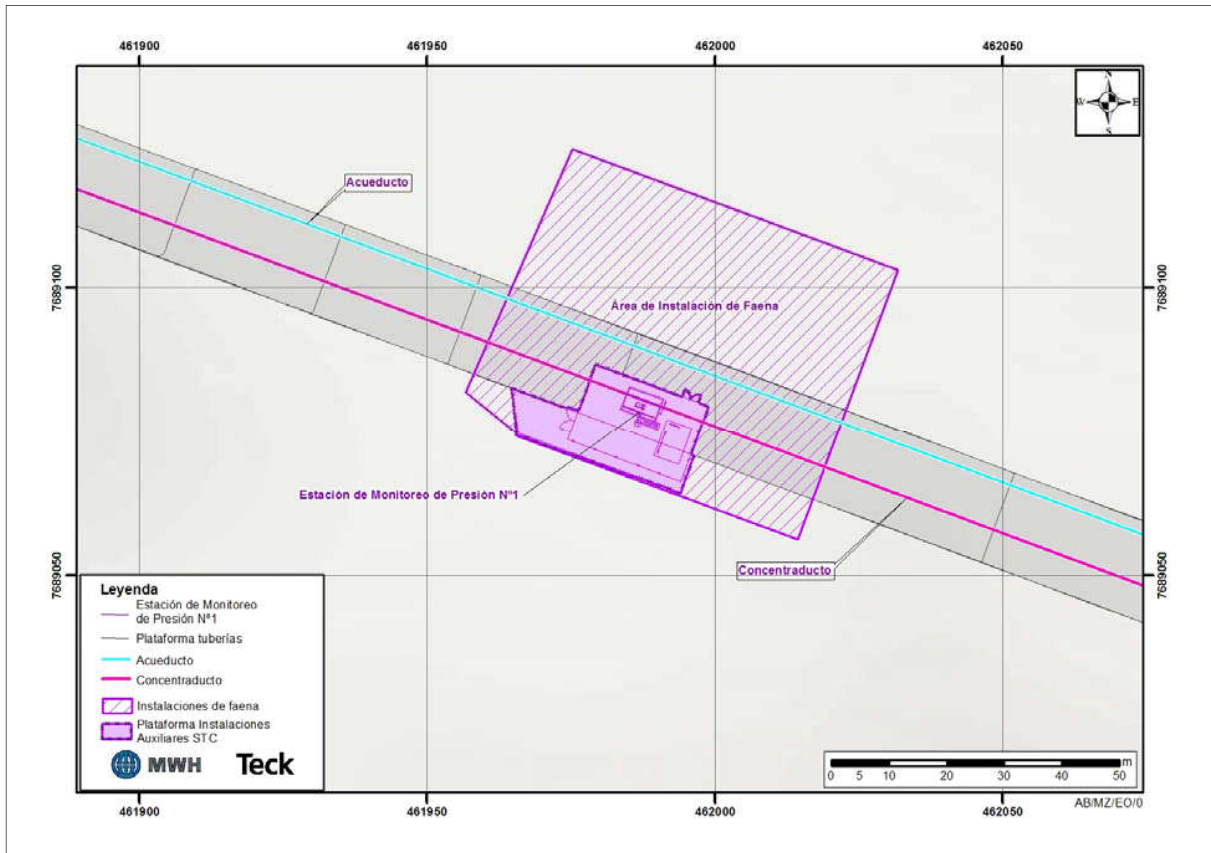 461900
461950
462000
462050
N
W
E
S
Acueducto
7689100
7689100
Área de Instalación de Faena
Estación de Monitoreo de Presión Nº1
Concentraducto
7689050
7689050
Leyenda
Estación de Monitoreo
de Presión Nª1
Plataforma tuberías
Acueducto
Concentraducto
Instalaciones de faena
Plataforma Instalaciones
Auxiliares STC
MWH
Teck
m
0 5 10 20 30 40 50
AB/MZ/EO/0
461900
461950
462000
462050